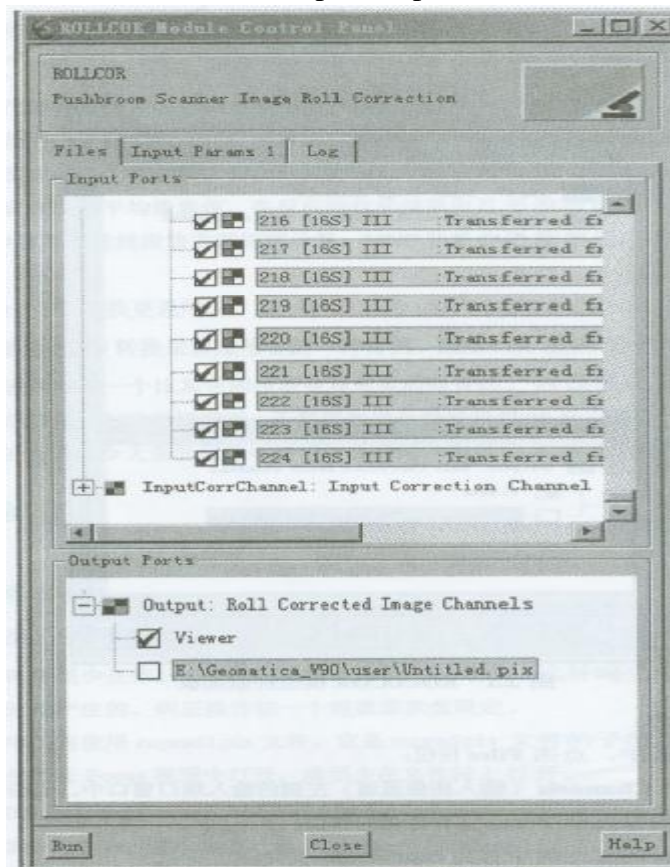 ROLLCOR Module Control Panel
ROLLCOR
Pushbroom Scanner Image Roll Correction
Files
Input Params 1
Log
Input Ports
216 [16S] III :Transferred fr
217 [16S] III :Transferred fr
218 [16S] III :Transferred fr
219 [16S] III :Transferred fr
220 [16S] III :Transferred fr
221 [16S] III :Transferred fr
222 [16S] III :Transferred fr
223 [16S] III :Transferred fr
224 [16S] III :Transferred fr
InputCorrChannel: Input Correction Channel
Output Ports
Output: Roll Corrected Image Channels
Viewer
E:\Geomatica_V90\user\Untitled.pix
Run
Close
Help